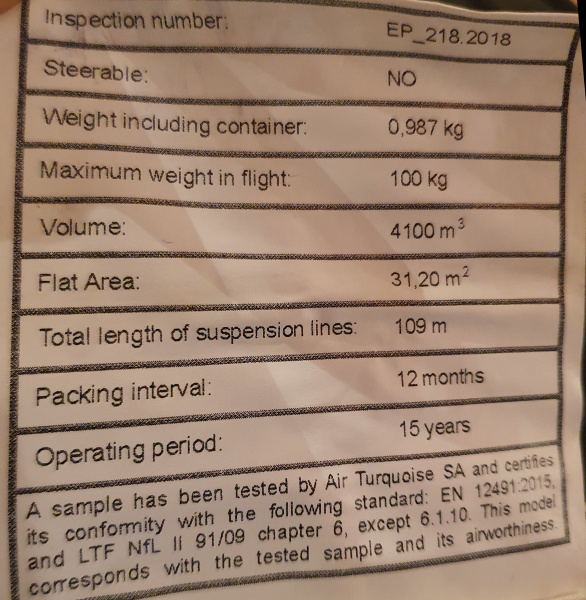 Inspection number: EP_218.2018
Steerable: NO
Weight including container: 0,987 kg
Maximum weight in flight: 100 kg
Volume: 4100 m³
Flat Area: 31,20 m²
Total length of suspension lines: 109 m
Packing interval: 12 months
Operating period: 15 years
A sample has been tested by Air Turquoise SA and certifies
its conformity with the following standard: EN 12491:2015,
and LTF NfL II 91/09 chapter 6, except 6.1.10. This model
corresponds with the tested sample and its airworthiness.